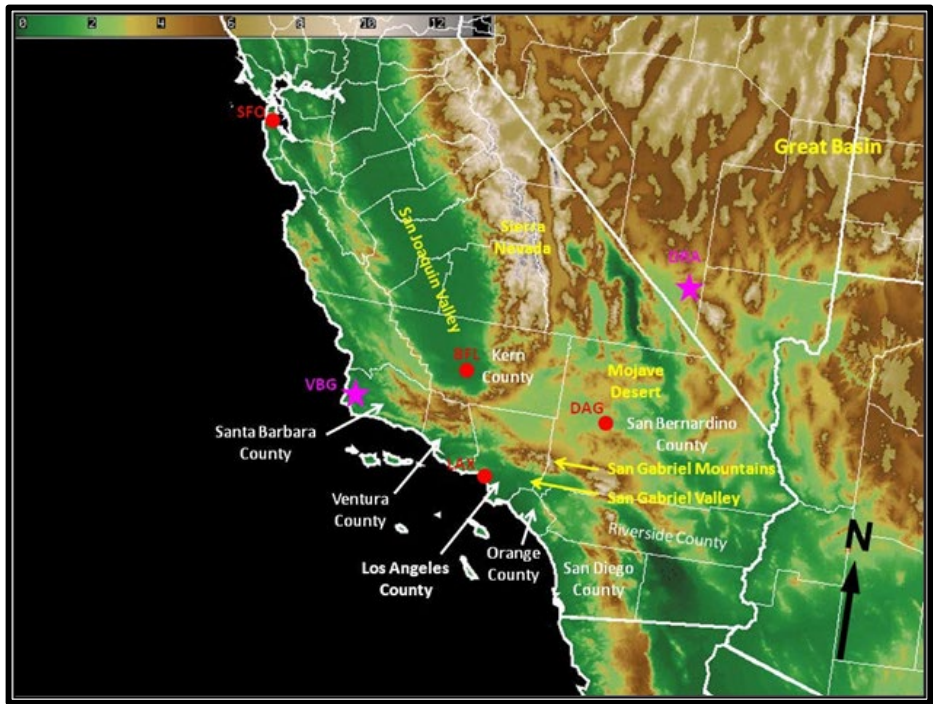 0 2 4 6 8 10 12
SFO
Great Basin
San Joaquin Valley
Sierra
Nevada
DRA
BFL
Kern
County
Mojave
Desert
VBG
DAG
San Bernardino
County
Santa Barbara
County
LAX
San Gabriel Mountains
San Gabriel Valley
Ventura
County
Riverside County
N
Orange
County
Los Angeles
County
San Diego
County